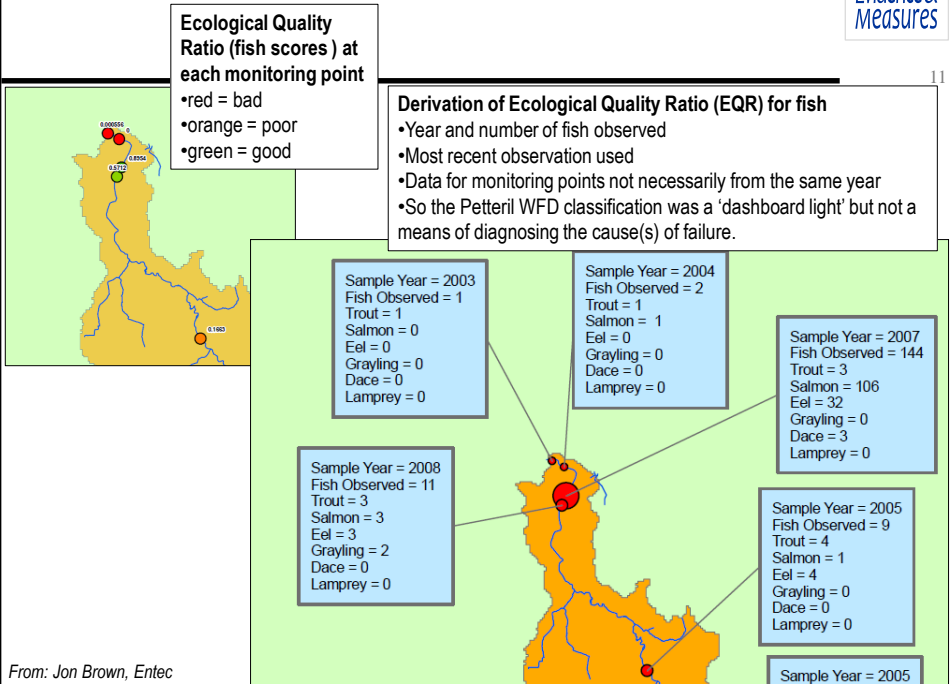 Measures
11
Ecological Quality
Ratio (fish scores ) at
each monitoring point
•red = bad
•orange = poor
•green = good
Derivation of Ecological Quality Ratio (EQR) for fish
•Year and number of fish observed
•Most recent observation used
•Data for monitoring points not necessarily from the same year
•So the Petteril WFD classification was a ‘dashboard light’ but not a
means of diagnosing the cause(s) of failure.
0.000556
0
0.8354
0.5712
0.1663
Sample Year = 2003
Fish Observed = 1
Trout = 1
Salmon = 0
Eel = 0
Grayling = 0
Dace = 0
Lamprey = 0
Sample Year = 2004
Fish Observed = 2
Trout = 1
Salmon = 1
Eel = 0
Grayling = 0
Dace = 0
Lamprey = 0
Sample Year = 2007
Fish Observed = 144
Trout = 3
Salmon = 106
Eel = 32
Grayling = 0
Dace = 3
Lamprey = 0
Sample Year = 2008
Fish Observed = 11
Trout = 3
Salmon = 3
Eel = 3
Grayling = 2
Dace = 0
Lamprey = 0
Sample Year = 2005
Fish Observed = 9
Trout = 4
Salmon = 1
Eel = 4
Grayling = 0
Dace = 0
Lamprey = 0
Sample Year = 2005
From: Jon Brown, Entec